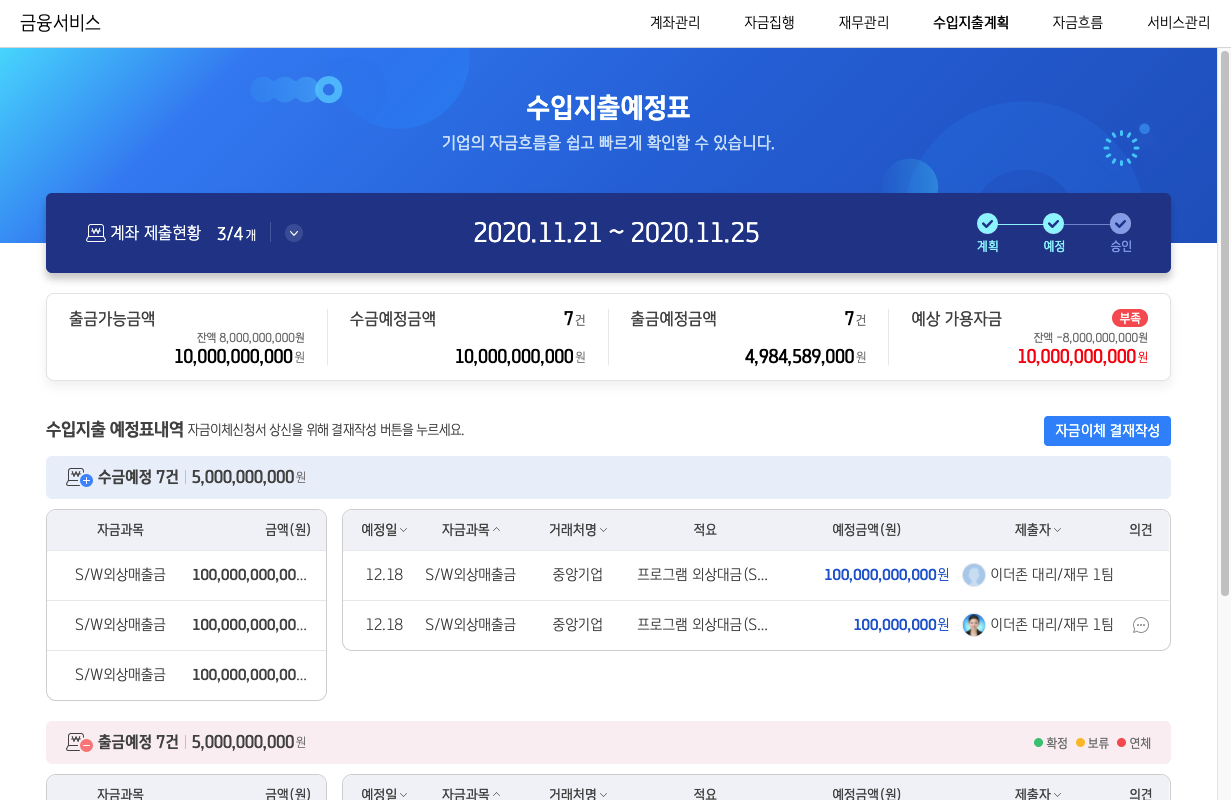 금융서비스
계좌관리 자금집행 재무관리 수입지출계획 자금흐름 서비스관리
수입지출예정표
기업의 자금흐름을 쉽고 빠르게 확인할 수 있습니다.
계좌 제출현황 3/4개
2020.11.21 ~ 2020.11.25
계획 예정 승인
출금가능금액
잔액 8,000,000,000원
10,000,000,000원
수금예정금액 7건
10,000,000,000원
출금예정금액 7건
4,984,589,000원
예상 가용자금 부족
잔액 -8,000,000,000원
10,000,000,000원
수입지출 예정표내역 자금이체신청서 상신을 위해 결재작성 버튼을 누르세요.
자금이체 결재작성
수금예정 7건 5,000,000,000원
자금과목 금액(원)
S/W외상매출금 100,000,000,00...
S/W외상매출금 100,000,000,00...
S/W외상매출금 100,000,000,00...
예정일 자금과목 거래처명 적요 예정금액(원) 제출자 의견
12.18 S/W외상매출금 중앙기업 프로그램 외상대금(S... 100,000,000,000원 이더존 대리/재무 1팀
12.18 S/W외상매출금 중앙기업 프로그램 외상대금(S... 100,000,000원 이더존 대리/재무 1팀
출금예정 7건 5,000,000,000원
확정 보류 연체
자금과목 금액(원)
예정일 자금과목 거래처명 적요 예정금액(원) 제출자 의견